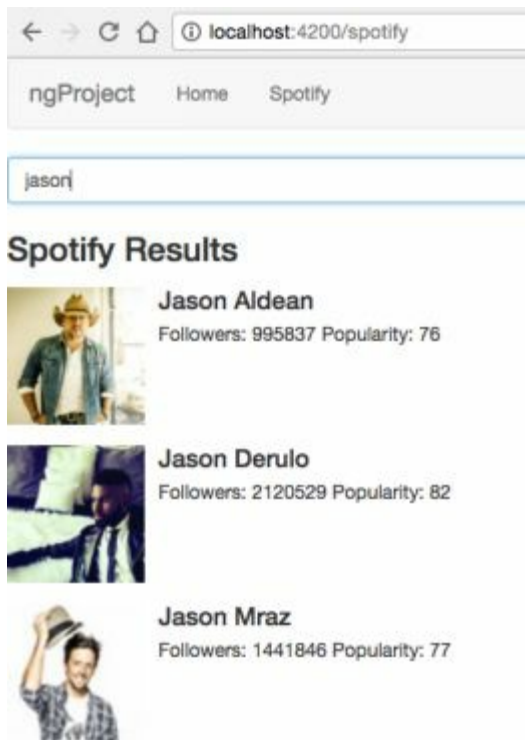 localhost:4200/spotify
ngProject Home Spotify
jason
Spotify Results
Jason Aldean
Followers: 995837 Popularity: 76
Jason Derulo
Followers: 2120529 Popularity: 82
Jason Mraz
Followers: 1441846 Popularity: 77